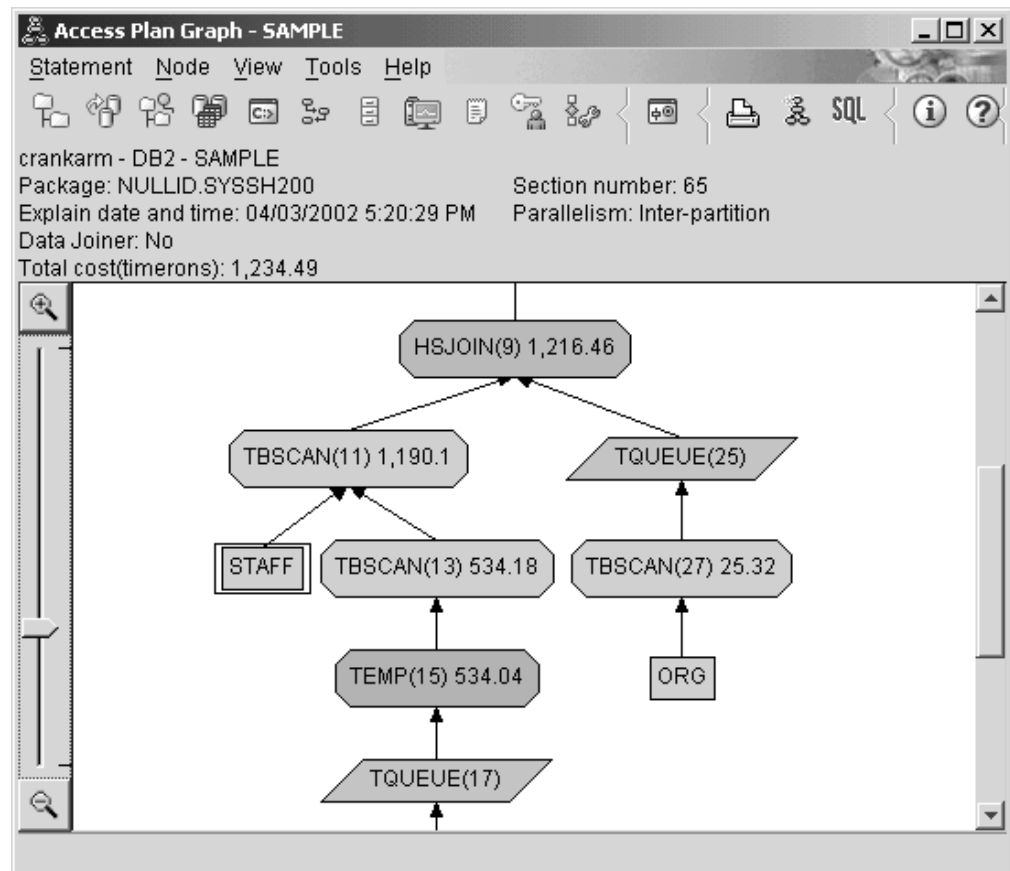 Access Plan Graph - SAMPLE
Statement Node View Tools Help
C:> SQL i ?
crankarm - DB2 - SAMPLE
Package: NULLID.SYSSH200 Section number: 65
Explain date and time: 04/03/2002 5:20:29 PM Parallelism: Inter-partition
Data Joiner: No
Total cost(timerons): 1,234.49
HSJOIN(9) 1,216.46
TBSCAN(11) 1,190.1 TQUEUE(25)
STAFF TBSCAN(13) 534.18 TBSCAN(27) 25.32
TEMP(15) 534.04 ORG
TQUEUE(17)